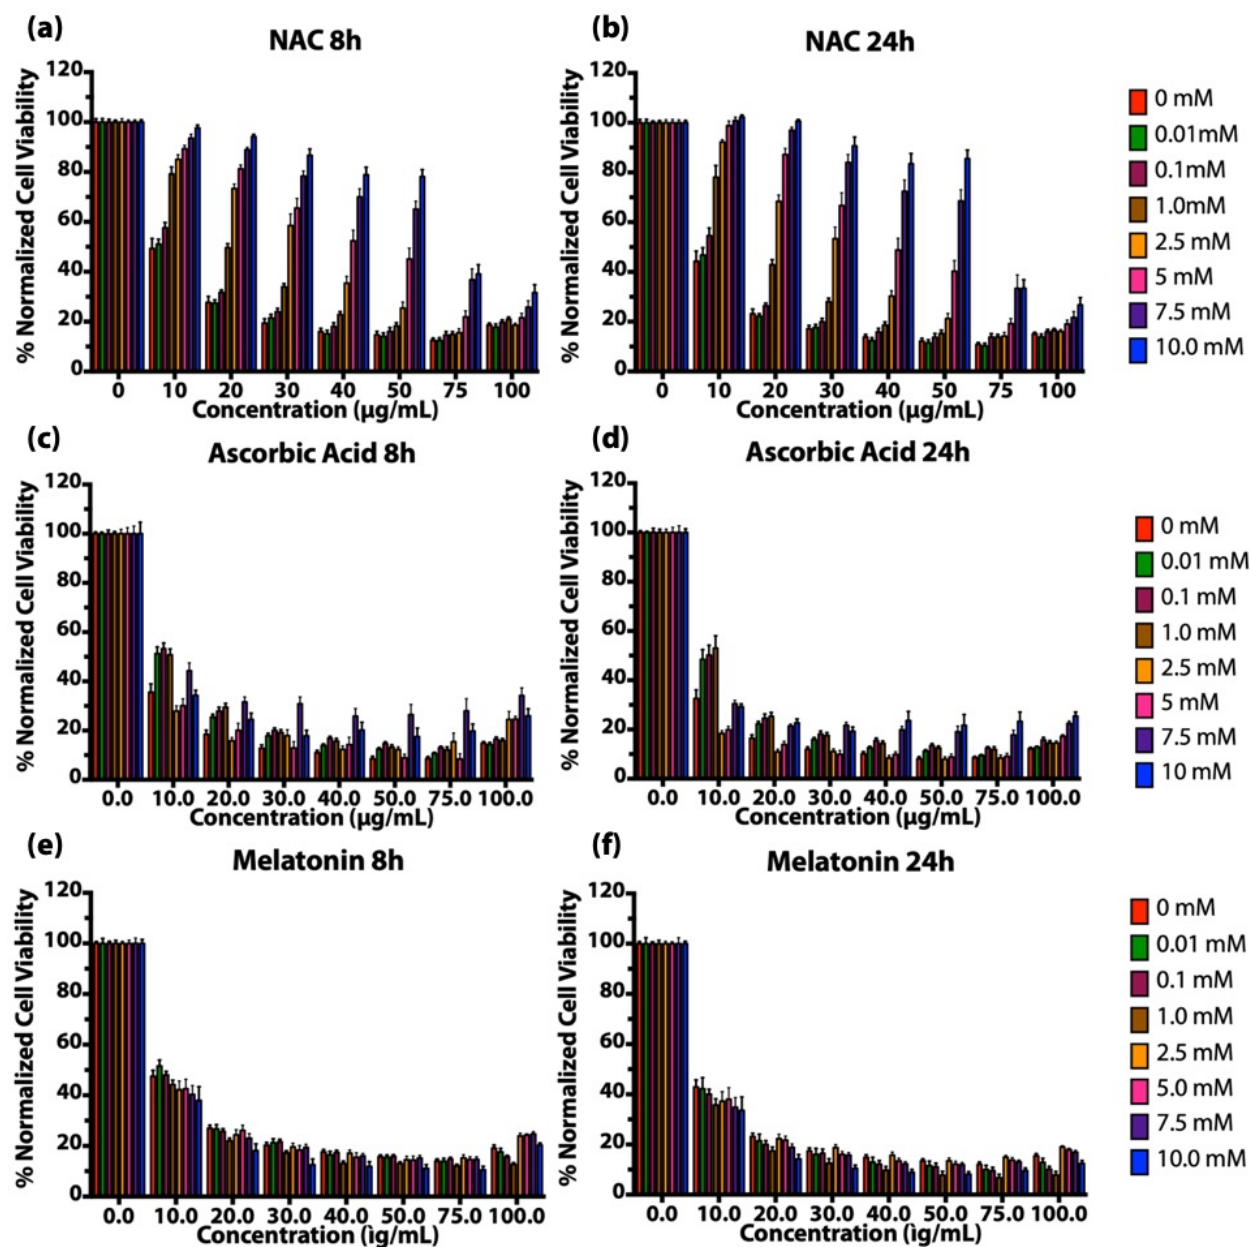 (a)
NAC 8h
% Normalized Cell Viability
120
100
80
60
40
20
0
0 10 20 30 40 50 75 100
Concentration (µg/mL)
(b)
NAC 24h
% Normalized Cell Viability
120
100
80
60
40
20
0
0 10 20 30 40 50 75 100
Concentration (µg/mL)
0 mM
0.01mM
0.1mM
1.0mM
2.5 mM
5 mM
7.5 mM
10.0 mM
(c)
Ascorbic Acid 8h
% Normalized Cell Viability
120
100
80
60
40
20
0
0.0 10.0 20.0 30.0 40.0 50.0 75.0 100.0
Concentration (µg/mL)
(d)
Ascorbic Acid 24h
% Normalized Cell Viability
120
100
80
60
40
20
0
0.0 10.0 20.0 30.0 40.0 50.0 75.0 100.0
Concentration (µg/mL)
0 mM
0.01 mM
0.1 mM
1.0 mM
2.5 mM
5 mM
7.5 mM
10 mM
(e)
Melatonin 8h
% Normalized Cell Viability
120
100
80
60
40
20
0
0.0 10.0 20.0 30.0 40.0 50.0 75.0 100.0
Concentration (ìg/mL)
(f)
Melatonin 24h
% Normalized Cell Viability
120
100
80
60
40
20
0
0.0 10.0 20.0 30.0 40.0 50.0 75.0 100.0
Concentration (ìg/mL)
0 mM
0.01 mM
0.1 mM
1.0 mM
2.5 mM
5.0 mM
7.5 mM
10.0 mM